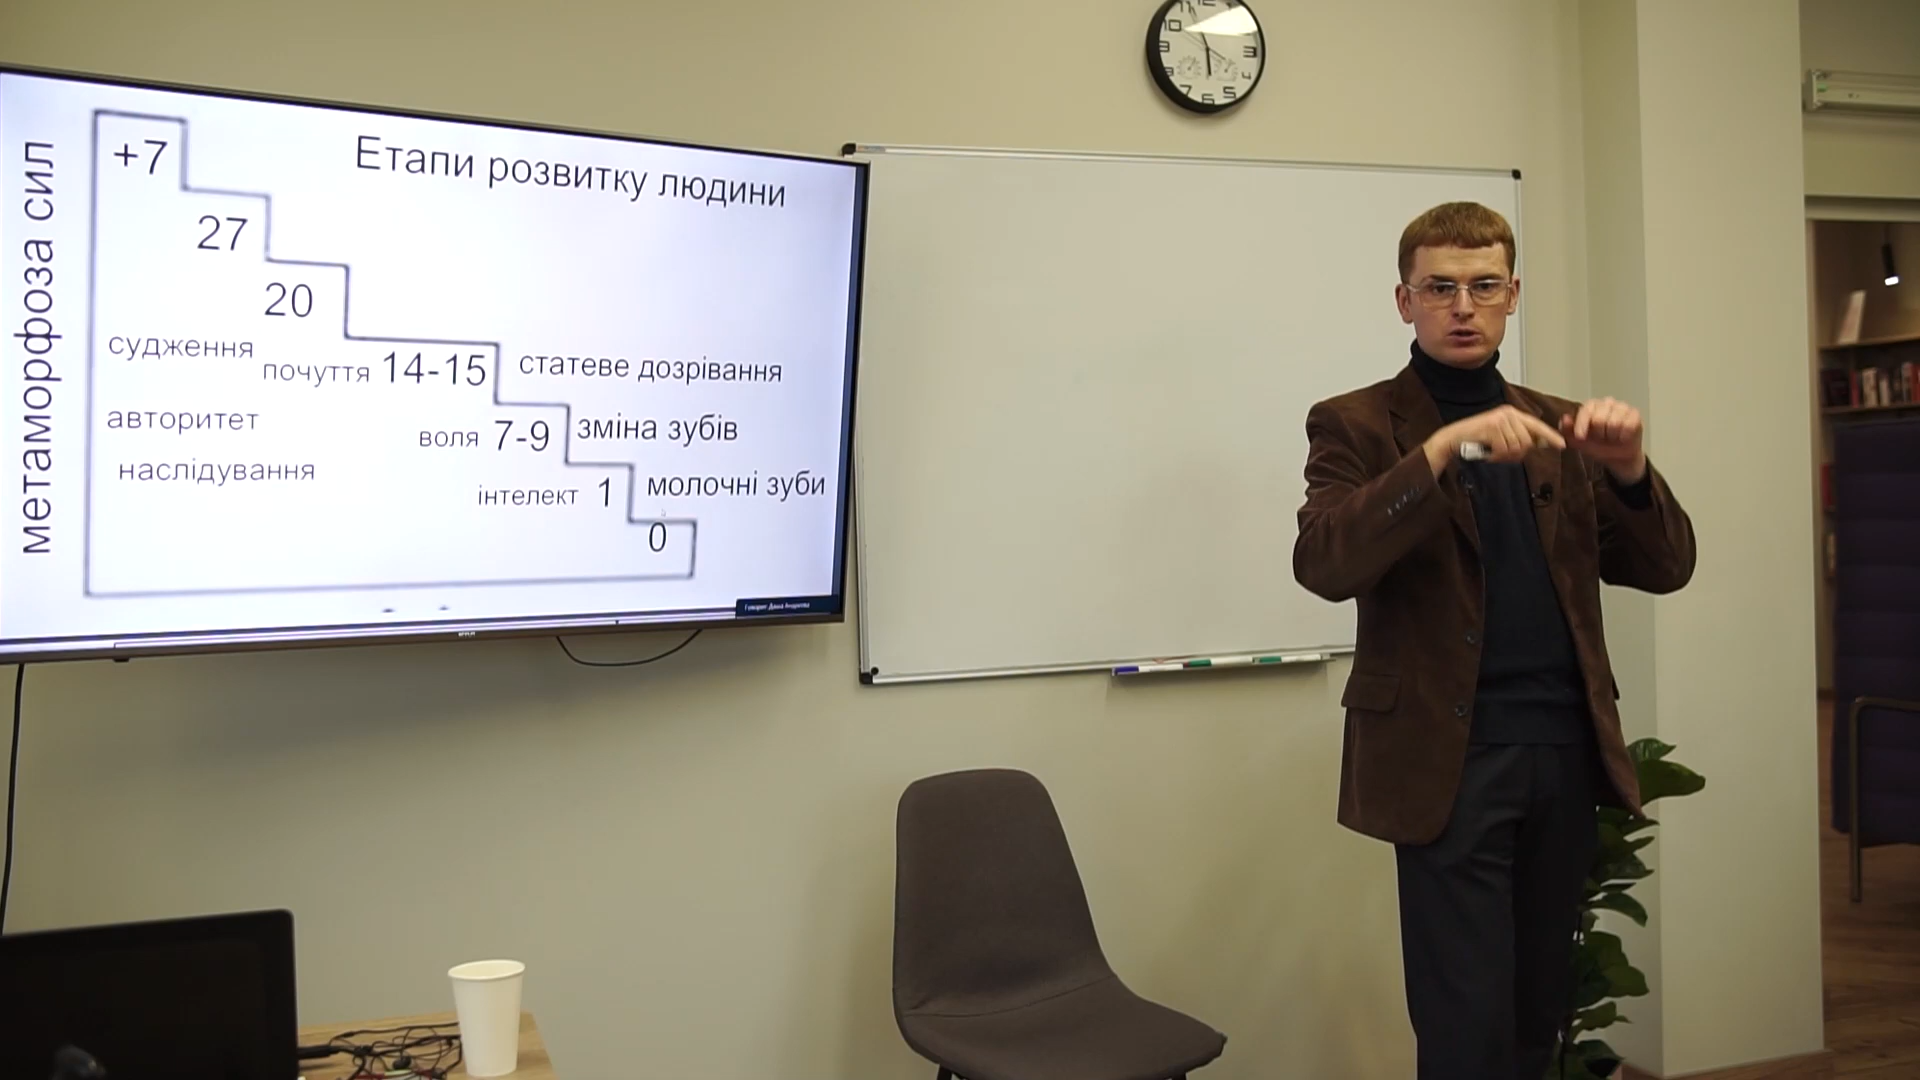 Етапи розвитку людини
метаморфоза сил
+7
27
20
судження
почуття 14-15 статеве дозрівання
авторитет
воля 7-9 зміна зубів
наслідування
інтелект 1 молочні зуби
0